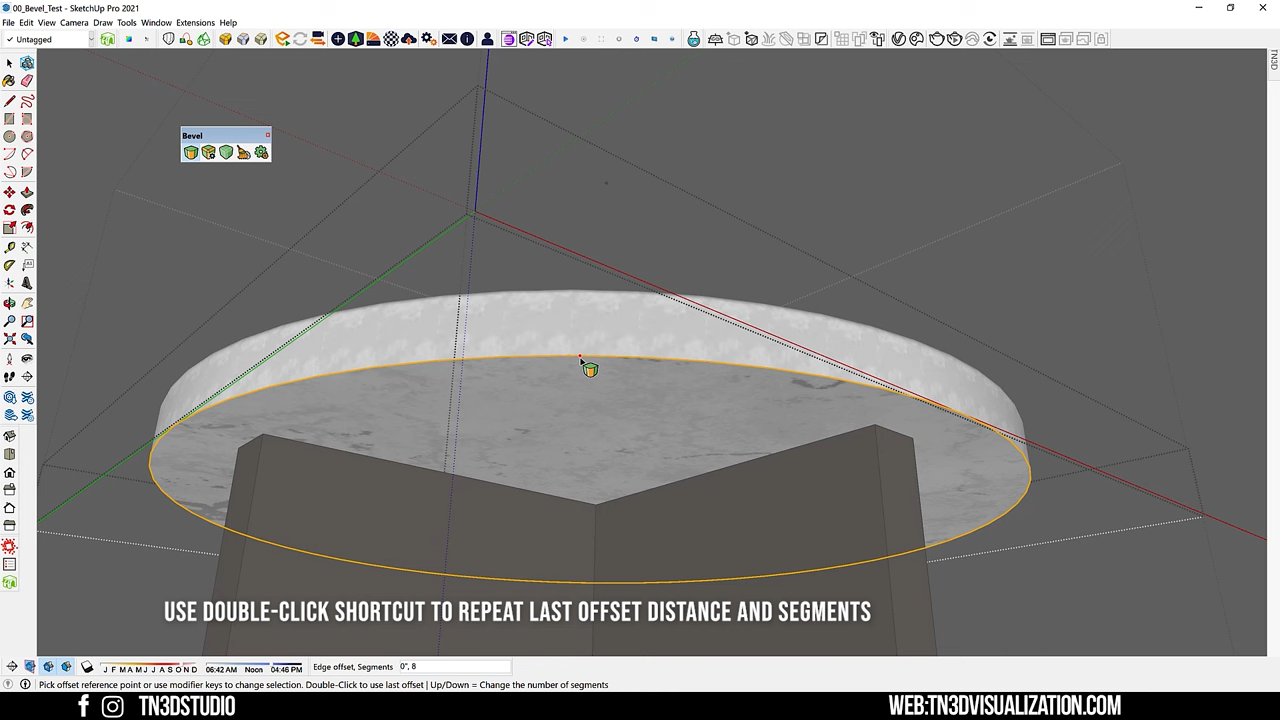 00_Bevel_Test - SketchUp Pro 2021
File Edit View Camera Draw Tools Window Extensions Help
Untagged
TN3D
Bevel
USE DOUBLE-CLICK SHORTCUT TO REPEAT LAST OFFSET DISTANCE AND SEGMENTS
J F M A M J J A S O N D 06:42 AM Noon 04:46 PM Edge offset, Segments 0", 8
Pick offset reference point or use modifier keys to change selection. Double-Click to use last offset | Up/Down = Change the number of segments
TN3DSTUDIO WEB:TN3DVISUALIZATION.COM